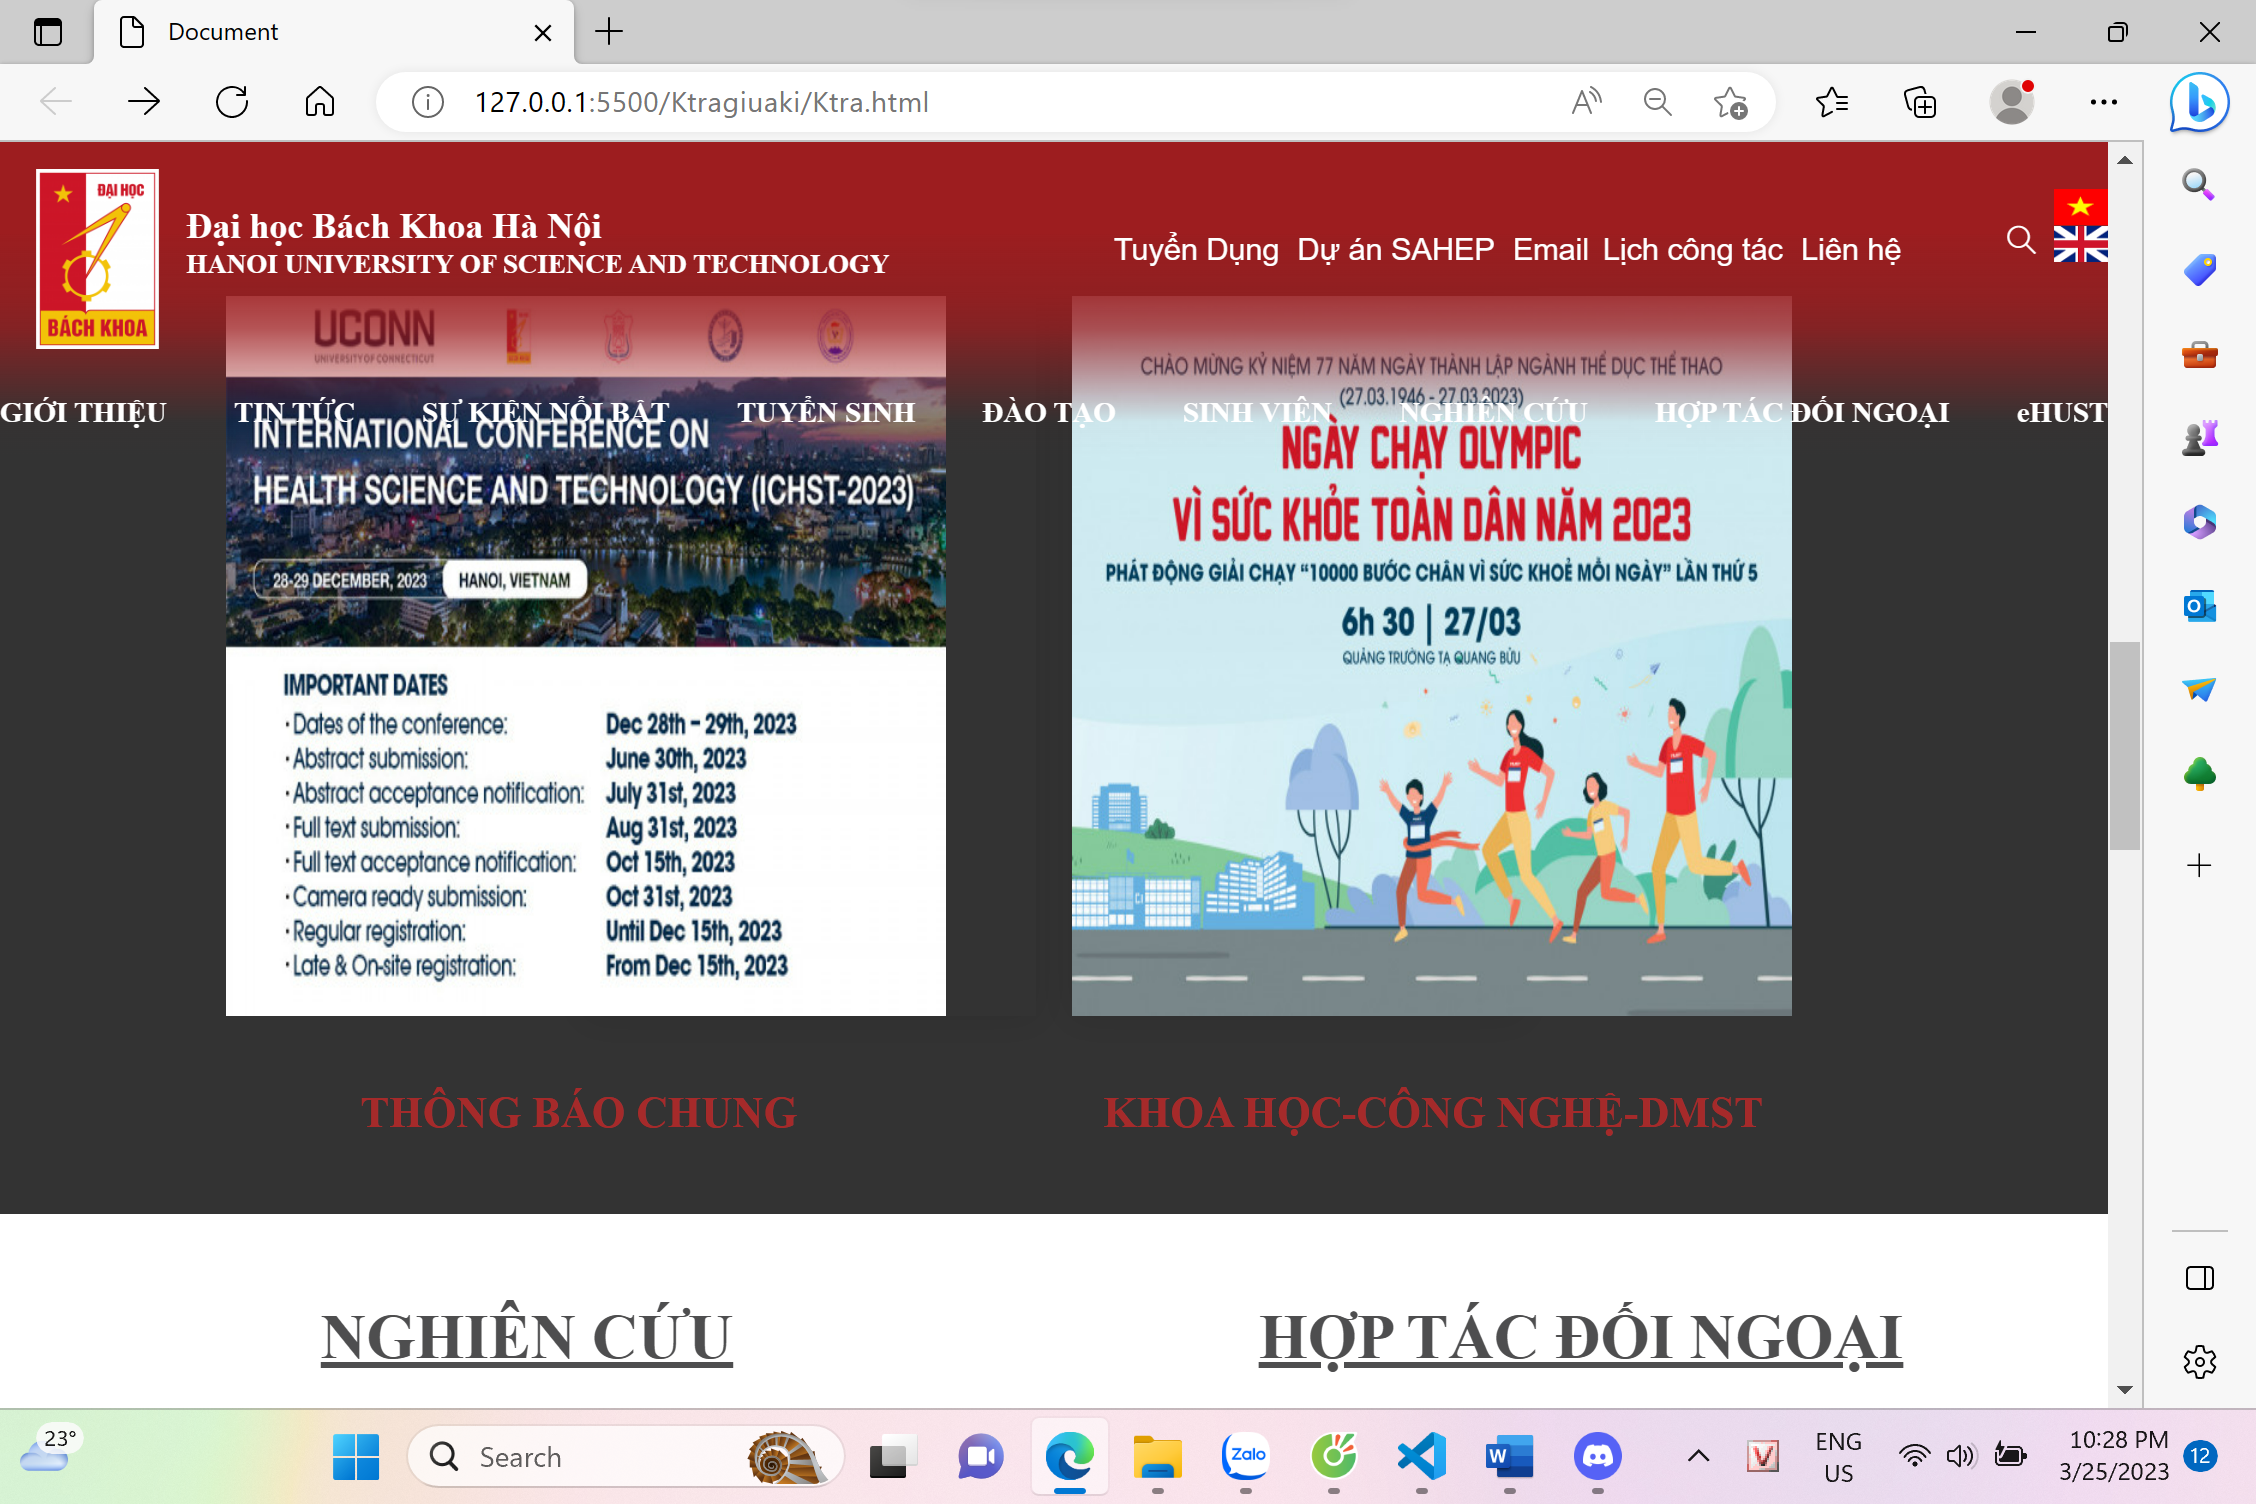 Document
127.0.0.1:5500/Ktragiuaki/Ktra.html
ĐẠI HỌC
BÁCH KHOA
Đại học Bách Khoa Hà Nội
HANOI UNIVERSITY OF SCIENCE AND TECHNOLOGY
Tuyển Dụng Dự án SAHEP Email Lịch công tác Liên hệ
GIỚI THIỆU TIN TỨC SỰ KIỆN NỔI BẬT TUYỂN SINH ĐÀO TẠO SINH VIÊN NGHIÊN CỨU HỢP TÁC ĐỐI NGOẠI eHUST
UCONN
UNIVERSITY OF CONNECTICUT
INTERNATIONAL CONFERENCE ON
HEALTH SCIENCE AND TECHNOLOGY (ICHST-2023)
28-29 DECEMBER, 2023 HANOI, VIETNAM
IMPORTANT DATES
· Dates of the conference: Dec 28th – 29th, 2023
· Abstract submission: June 30th, 2023
· Abstract acceptance notification: July 31st, 2023
· Full text submission: Aug 31st, 2023
· Full text acceptance notification: Oct 15th, 2023
· Camera ready submission: Oct 31st, 2023
· Regular registration: Until Dec 15th, 2023
· Late & On-site registration: From Dec 15th, 2023
CHÀO MỪNG KỶ NIỆM 77 NĂM NGÀY THÀNH LẬP NGÀNH THỂ DỤC THỂ THAO
(27.03.1946 - 27.03.2023)
NGÀY CHẠY OLYMPIC
VÌ SỨC KHỎE TOÀN DÂN NĂM 2023
PHÁT ĐỘNG GIẢI CHẠY “10000 BƯỚC CHÂN VÌ SỨC KHOẺ MỖI NGÀY” LẦN THỨ 5
6h 30 | 27/03
QUẢNG TRƯỜNG TẠ QUANG BỬU
THÔNG BÁO CHUNG
KHOA HỌC-CÔNG NGHỆ-DMST
NGHIÊN CỨU
HỢP TÁC ĐỐI NGOẠI
23°
Search
Zalo
ENG
US
10:28 PM
3/25/2023
12